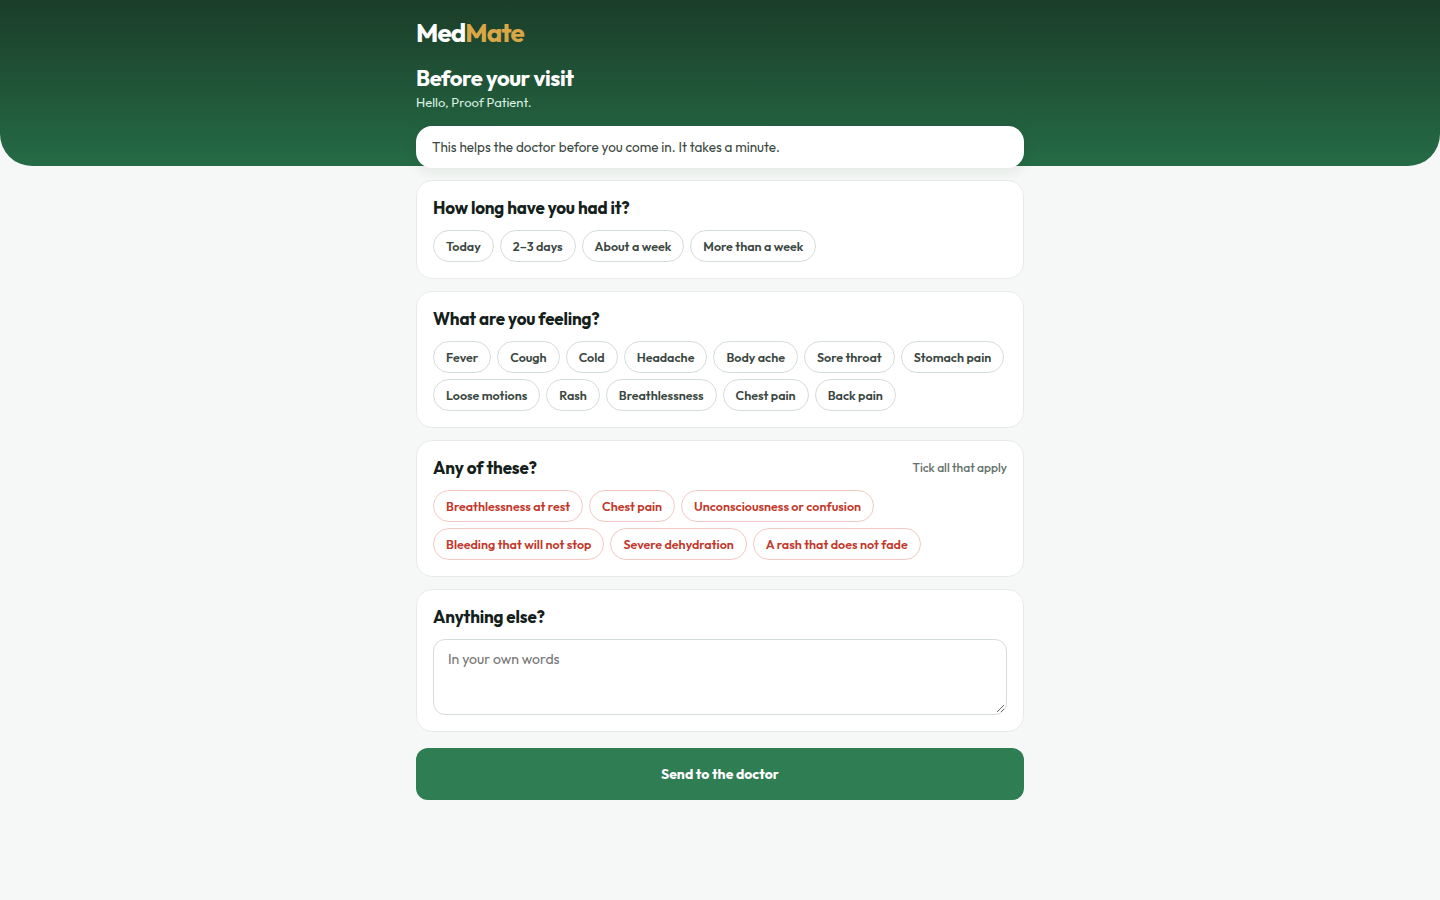 MedMate
Before your visit
Hello, Proof Patient.
This helps the doctor before you come in. It takes a minute.
How long have you had it?
Today 2–3 days About a week More than a week
What are you feeling?
Fever Cough Cold Headache Body ache Sore throat Stomach pain
Loose motions Rash Breathlessness Chest pain Back pain
Any of these? Tick all that apply
Breathlessness at rest Chest pain Unconsciousness or confusion
Bleeding that will not stop Severe dehydration A rash that does not fade
Anything else?
In your own words
Send to the doctor